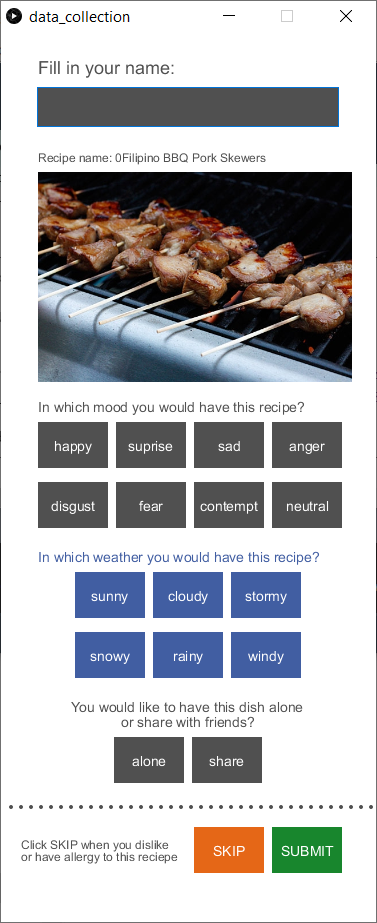 data_collection
Fill in your name:
Recipe name: 0Filipino BBQ Pork Skewers
In which mood you would have this recipe?
happy suprise sad anger
disgust fear contempt neutral
In which weather you would have this recipe?
sunny cloudy stormy
snowy rainy windy
You would like to have this dish alone
or share with friends?
alone share
Click SKIP when you dislike
or have allergy to this reciepe
SKIP SUBMIT